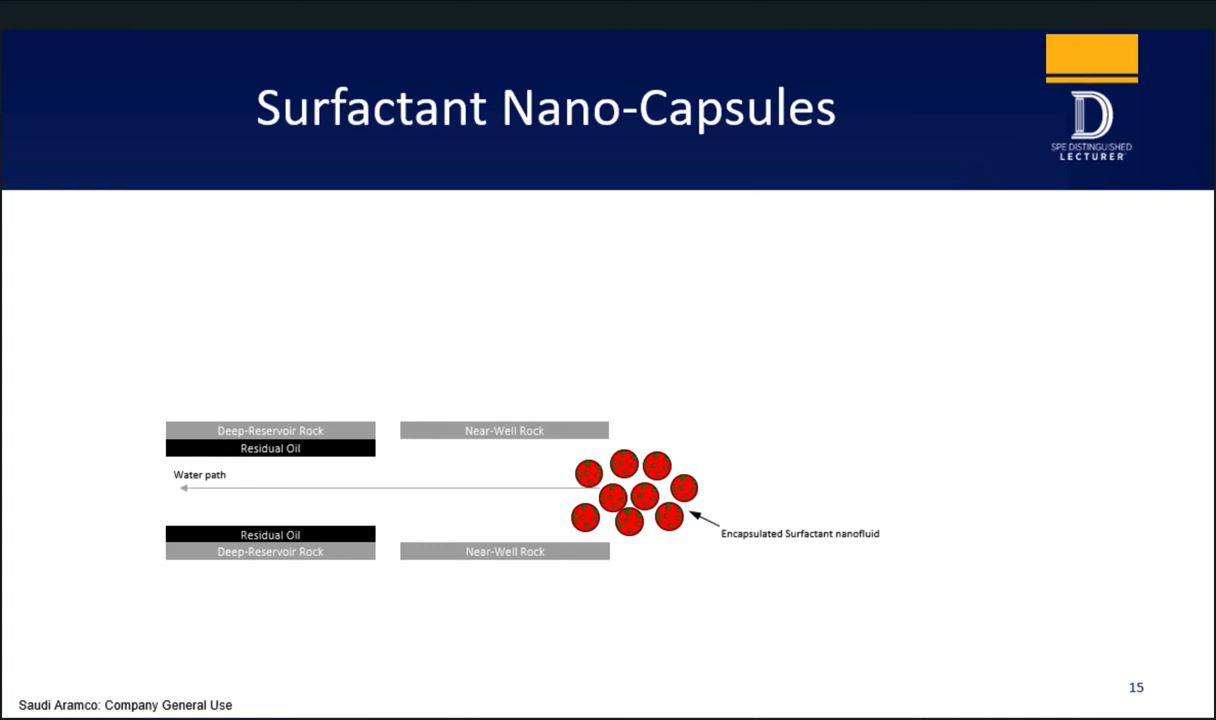 Surfactant Nano-Capsules
D
SPE DISTINGUISHED
LECTURER
Deep-Reservoir Rock
Near-Well Rock
Residual Oil
Water path
Encapsulated Surfactant nanofluid
Residual Oil
Deep-Reservoir Rock
Near-Well Rock
15
Saudi Aramco: Company General Use